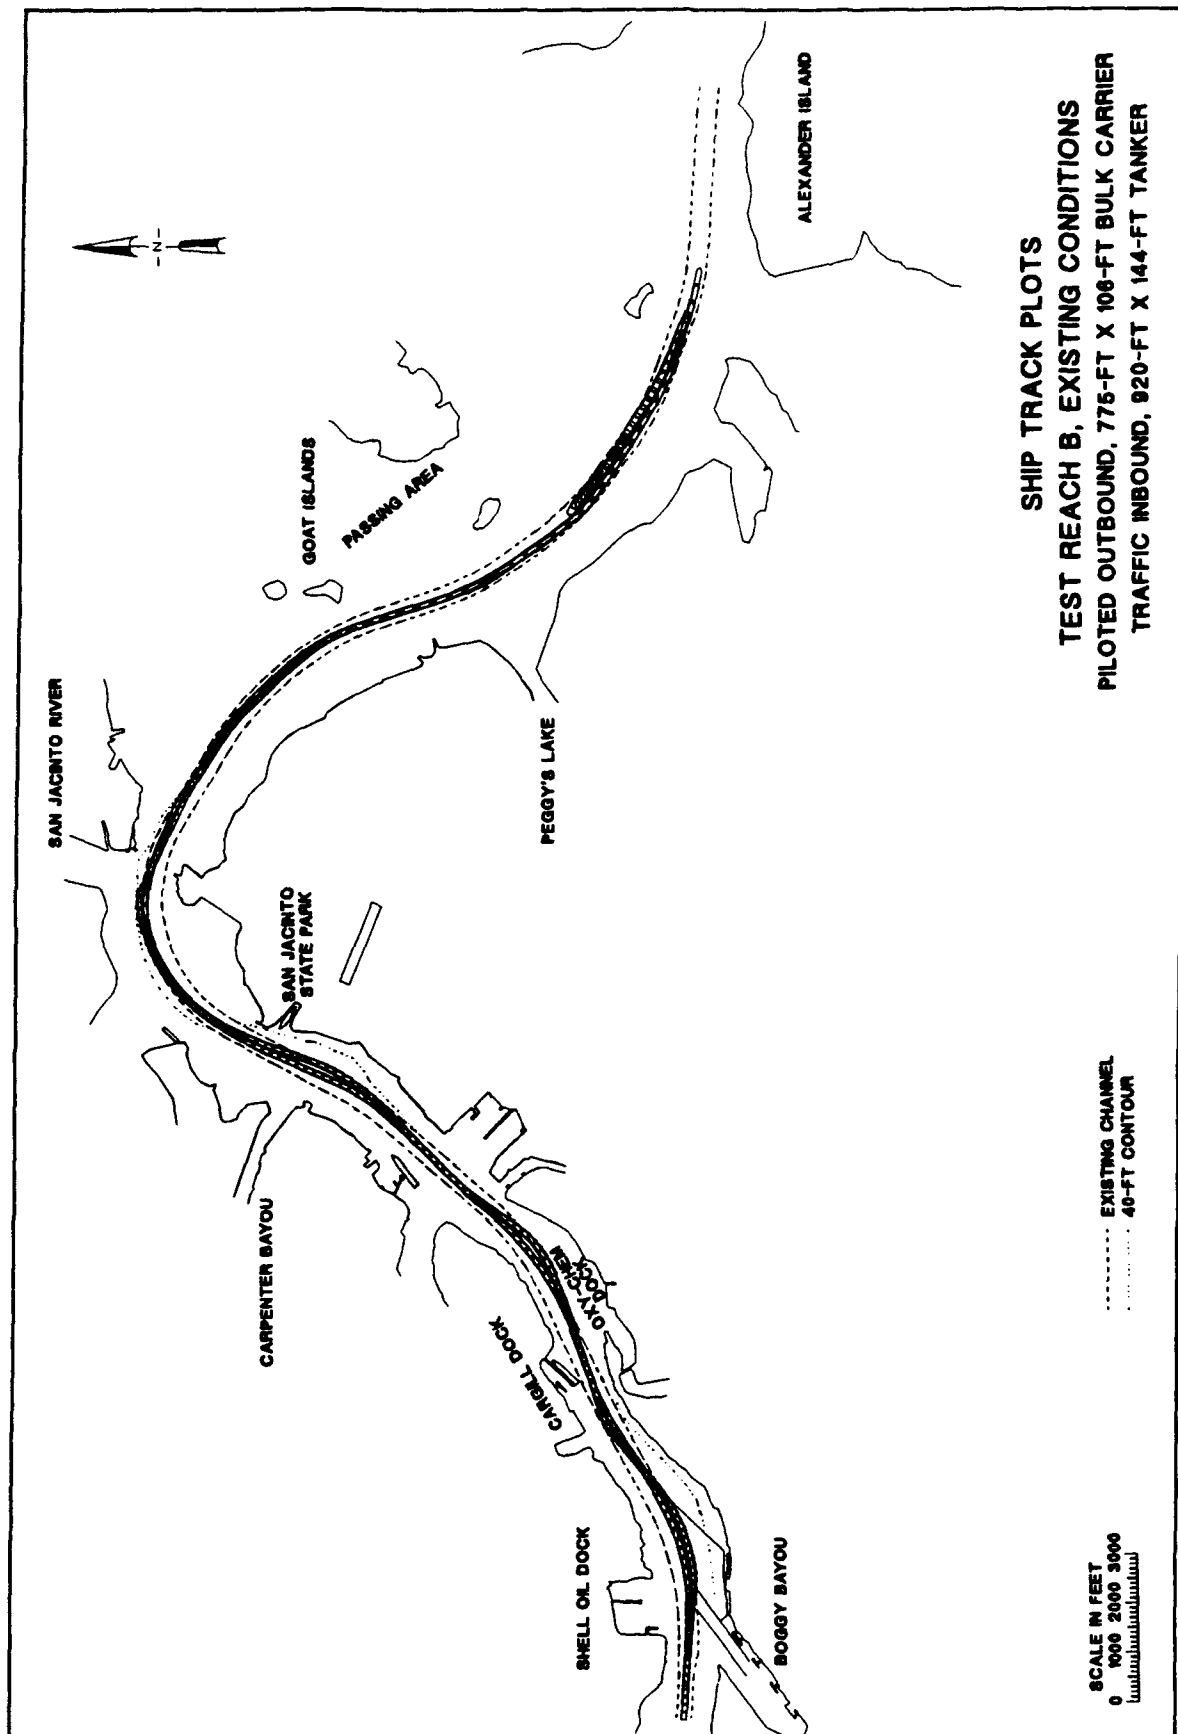 SAN JACINTO RIVER
GOAT ISLANDS
PASSING AREA
ALEXANDER ISLAND
N
SAN JACINTO
STATE PARK
PEGGY'S LAKE
CARPENTER BAYOU
CARGILL DOCK
OXY-CHEM
DOCK
SHELL OIL DOCK
BOGGY BAYOU
SHIP TRACK PLOTS
TEST REACH B, EXISTING CONDITIONS
PILOTED OUTBOUND, 775-FT X 106-FT BULK CARRIER
TRAFFIC INBOUND, 920-FT X 144-FT TANKER
EXISTING CHANNEL
40-FT CONTOUR
SCALE IN FEET
0 1000 2000 3000